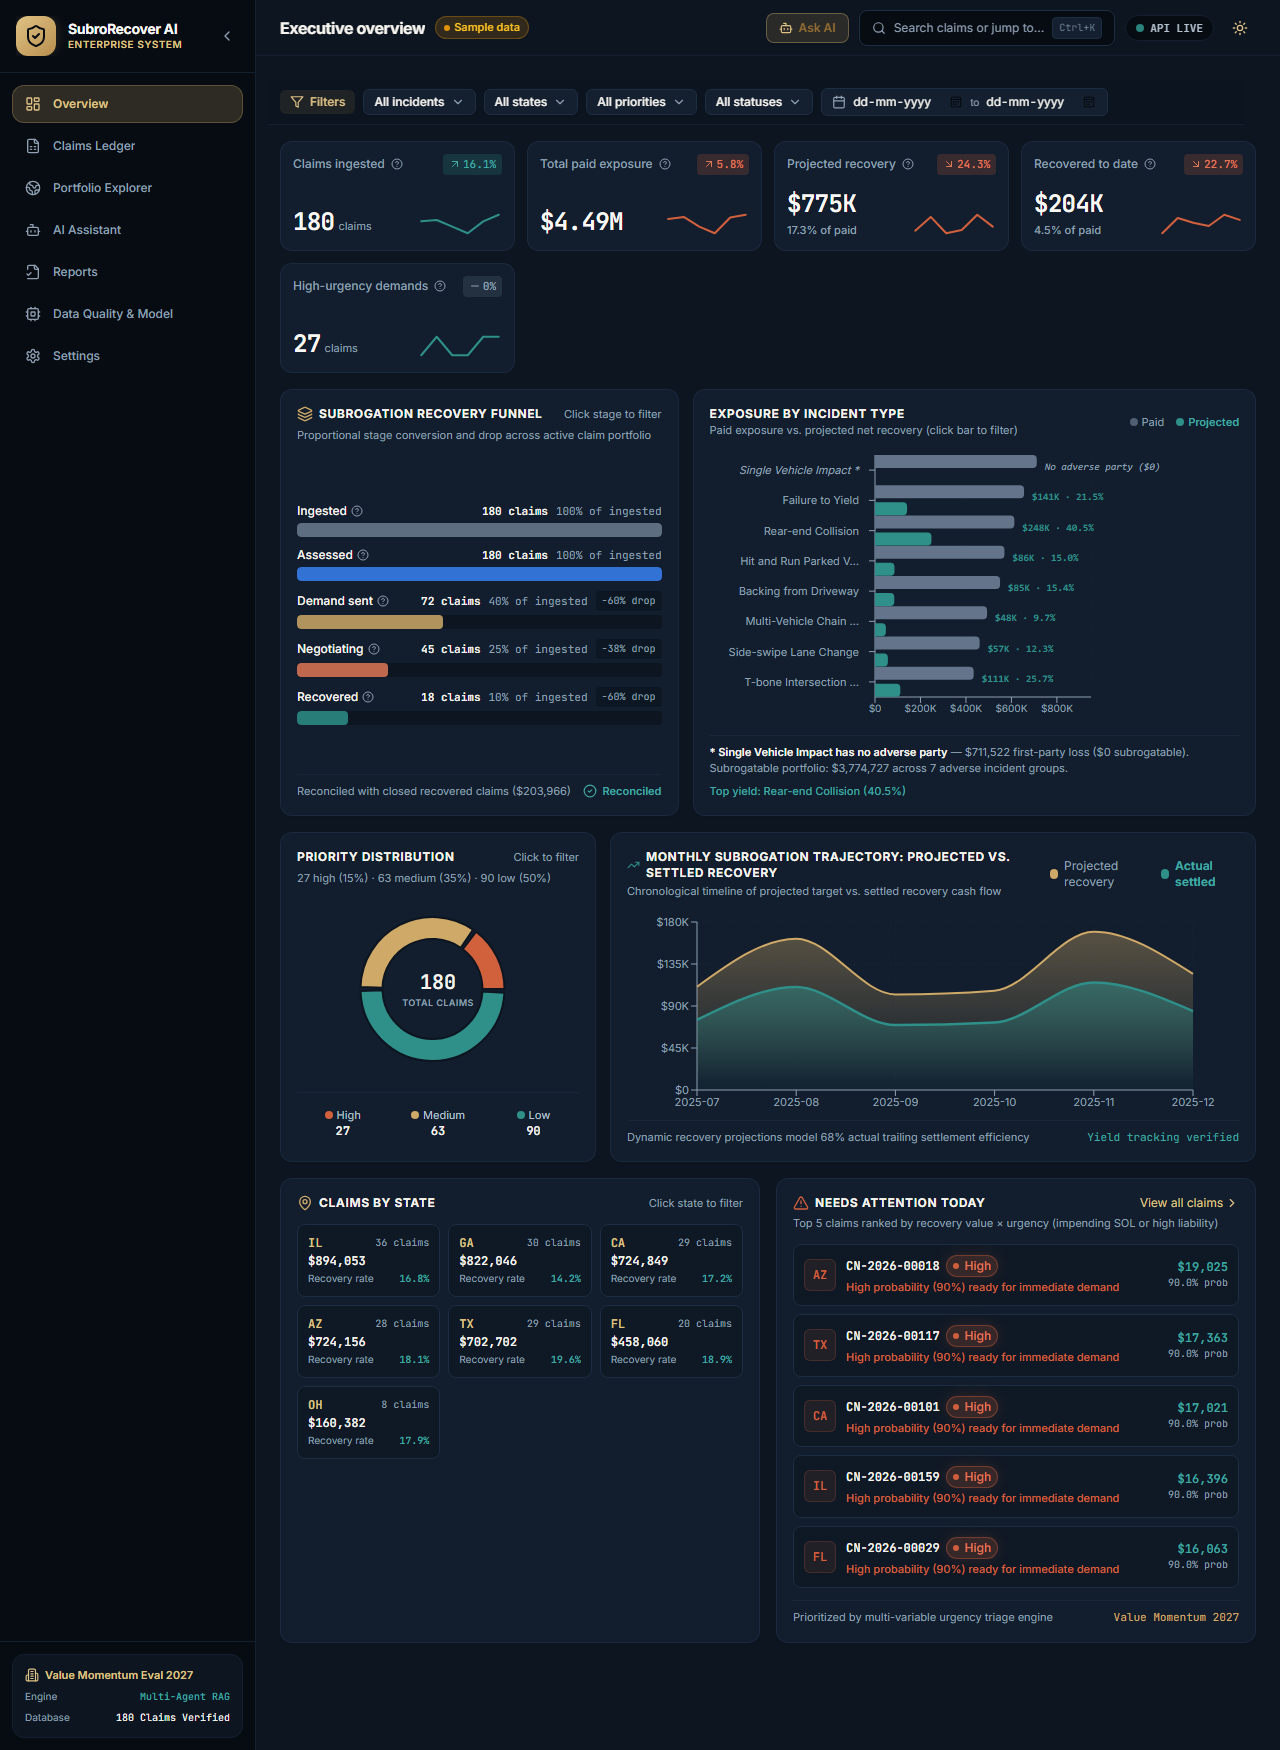 SubroRecover AI
ENTERPRISE SYSTEM
Overview
Claims Ledger
Portfolio Explorer
AI Assistant
Reports
Data Quality & Model
Settings
Value Momentum Eval 2027
Engine Multi-Agent RAG
Database 180 Claims Verified
Executive overview Sample data Ask AI Search claims or jump to... Ctrl+K API LIVE
Filters All incidents All states All priorities All statuses dd-mm-yyyy to dd-mm-yyyy
Claims ingested 16.1%
180 claims
Total paid exposure 5.8%
$4.49M
Projected recovery 24.3%
$775K
17.3% of paid
Recovered to date 22.7%
$204K
4.5% of paid
High-urgency demands 0%
27 claims
SUBROGATION RECOVERY FUNNEL Click stage to filter
Proportional stage conversion and drop across active claim portfolio
Ingested 180 claims 100% of ingested
Assessed 180 claims 100% of ingested
Demand sent 72 claims 40% of ingested -60% drop
Negotiating 45 claims 25% of ingested -38% drop
Recovered 18 claims 10% of ingested -60% drop
Reconciled with closed recovered claims ($203,966) Reconciled
EXPOSURE BY INCIDENT TYPE
Paid exposure vs. projected net recovery (click bar to filter)
Paid Projected
Single Vehicle Impact * No adverse party ($0)
Failure to Yield $141K · 21.5%
Rear-end Collision $248K · 40.5%
Hit and Run Parked V... $86K · 15.0%
Backing from Driveway $85K · 15.4%
Multi-Vehicle Chain ... $48K · 9.7%
Side-swipe Lane Change $57K · 12.3%
T-bone Intersection ... $111K · 25.7%
$0 $200K $400K $600K $800K
* Single Vehicle Impact has no adverse party — $711,522 first-party loss ($0 subrogatable).
Subrogatable portfolio: $3,774,727 across 7 adverse incident groups.
Top yield: Rear-end Collision (40.5%)
PRIORITY DISTRIBUTION Click to filter
27 high (15%) · 63 medium (35%) · 90 low (50%)
180
TOTAL CLAIMS
High Medium Low
27 63 90
MONTHLY SUBROGATION TRAJECTORY: PROJECTED VS.
SETTLED RECOVERY
Chronological timeline of projected target vs. settled recovery cash flow
Projected
recovery
Actual
settled
$180K
$135K
$90K
$45K
$0
2025-07 2025-08 2025-09 2025-10 2025-11 2025-12
Dynamic recovery projections model 68% actual trailing settlement efficiency Yield tracking verified
CLAIMS BY STATE Click state to filter
IL 36 claims
$894,053
Recovery rate 16.8%
GA 30 claims
$822,046
Recovery rate 14.2%
CA 29 claims
$724,849
Recovery rate 17.2%
AZ 28 claims
$724,156
Recovery rate 18.1%
TX 29 claims
$702,702
Recovery rate 19.6%
FL 20 claims
$458,060
Recovery rate 18.9%
OH 8 claims
$160,382
Recovery rate 17.9%
NEEDS ATTENTION TODAY View all claims
Top 5 claims ranked by recovery value × urgency (impending SOL or high liability)
AZ CN-2026-00018 High $19,025
High probability (90%) ready for immediate demand 90.0% prob
TX CN-2026-00117 High $17,363
High probability (90%) ready for immediate demand 90.0% prob
CA CN-2026-00101 High $17,021
High probability (90%) ready for immediate demand 90.0% prob
IL CN-2026-00159 High $16,396
High probability (90%) ready for immediate demand 90.0% prob
FL CN-2026-00029 High $16,063
High probability (90%) ready for immediate demand 90.0% prob
Prioritized by multi-variable urgency triage engine Value Momentum 2027